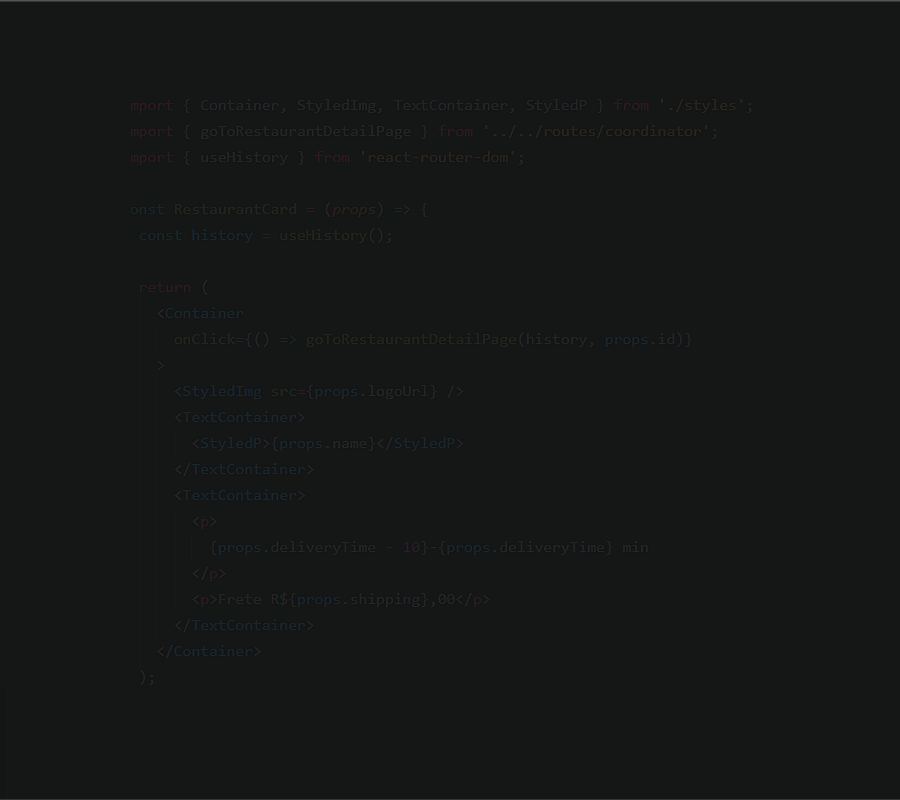 mport { Container, StyledImg, TextContainer, StyledP } from './styles';
mport { goToRestaurantDetailPage } from '../../routes/coordinator';
mport { useHistory } from 'react-router-dom';
onst RestaurantCard = (props) => {
const history = useHistory();
return (
<Container
onClick={() => goToRestaurantDetailPage(history, props.id)}
>
<StyledImg src={props.logoUrl} />
<TextContainer>
<StyledP>{props.name}</StyledP>
</TextContainer>
<TextContainer>
<p>
{props.deliveryTime - 10}-{props.deliveryTime} min
</p>
<p>Frete R${props.shipping},00</p>
</TextContainer>
</Container>
);